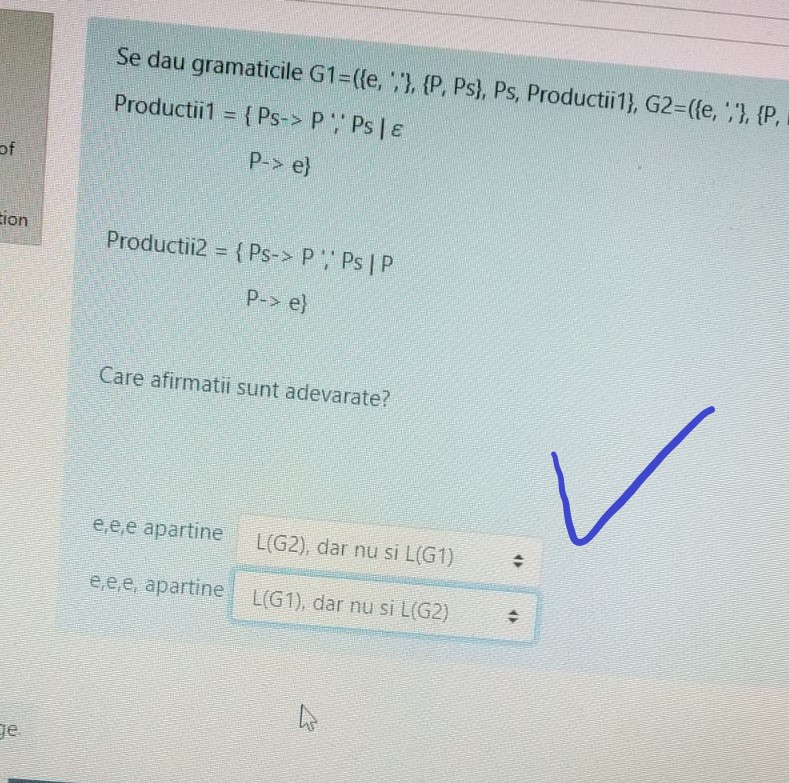 Se dau gramaticile G1=({e, ','}, {P, Ps}, Ps, Productii1}, G2=({e, ','}, {P,
Productii1 = { Ps-> P ',' Ps | ε
P-> e}
of
tion
Productii2 = { Ps-> P ',' Ps | P
P-> e}
Care afirmatii sunt adevarate?
e,e,e apartine L(G2), dar nu si L(G1)
e,e,e, apartine L(G1), dar nu si L(G2)
ge